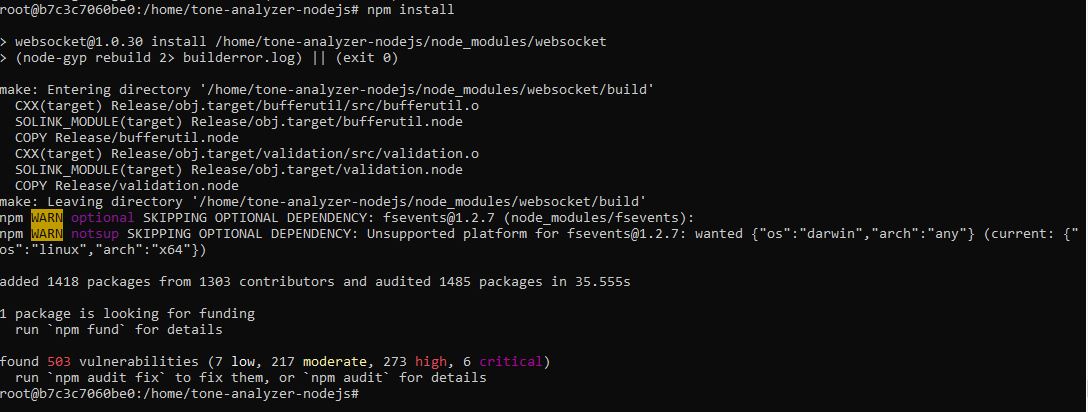 root@b7c3c7060be0:/home/tone-analyzer-nodejs# npm install
> websocket@1.0.30 install /home/tone-analyzer-nodejs/node_modules/websocket
> (node-gyp rebuild 2> builderror.log) || (exit 0)
make: Entering directory '/home/tone-analyzer-nodejs/node_modules/websocket/build'
CXX(target) Release/obj.target/bufferutil/src/bufferutil.o
SOLINK_MODULE(target) Release/obj.target/bufferutil.node
COPY Release/bufferutil.node
CXX(target) Release/obj.target/validation/src/validation.o
SOLINK_MODULE(target) Release/obj.target/validation.node
COPY Release/validation.node
make: Leaving directory '/home/tone-analyzer-nodejs/node_modules/websocket/build'
npm WARN optional SKIPPING OPTIONAL DEPENDENCY: fsevents@1.2.7 (node_modules/fsevents):
npm WARN notsup SKIPPING OPTIONAL DEPENDENCY: Unsupported platform for fsevents@1.2.7: wanted {"os":"darwin","arch":"any"} (current: {"
os":"linux","arch":"x64"})
added 1418 packages from 1303 contributors and audited 1485 packages in 35.555s
1 package is looking for funding
run `npm fund` for details
found 503 vulnerabilities (7 low, 217 moderate, 273 high, 6 critical)
run `npm audit fix` to fix them, or `npm audit` for details
root@b7c3c7060be0:/home/tone-analyzer-nodejs#